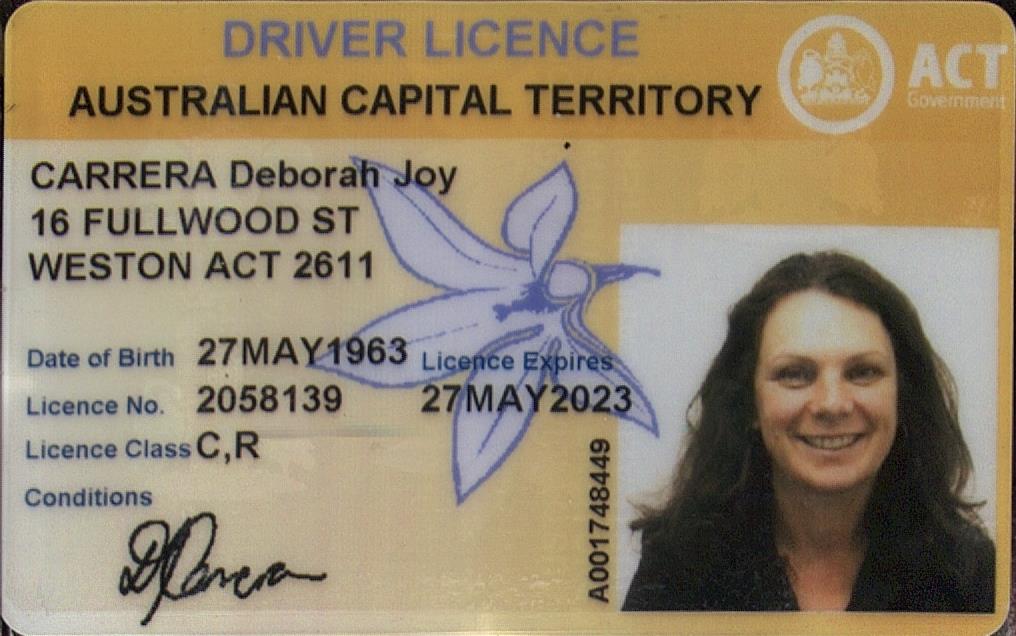 DRIVER LICENCE
AUSTRALIAN CAPITAL TERRITORY
ACT
Government
CARRERA Deborah Joy
16 FULLWOOD ST
WESTON ACT 2611
Date of Birth 27MAY1963 Licence Expires
Licence No. 2058139 27MAY2023
Licence Class C,R
Conditions
A001748449
DJCarrera